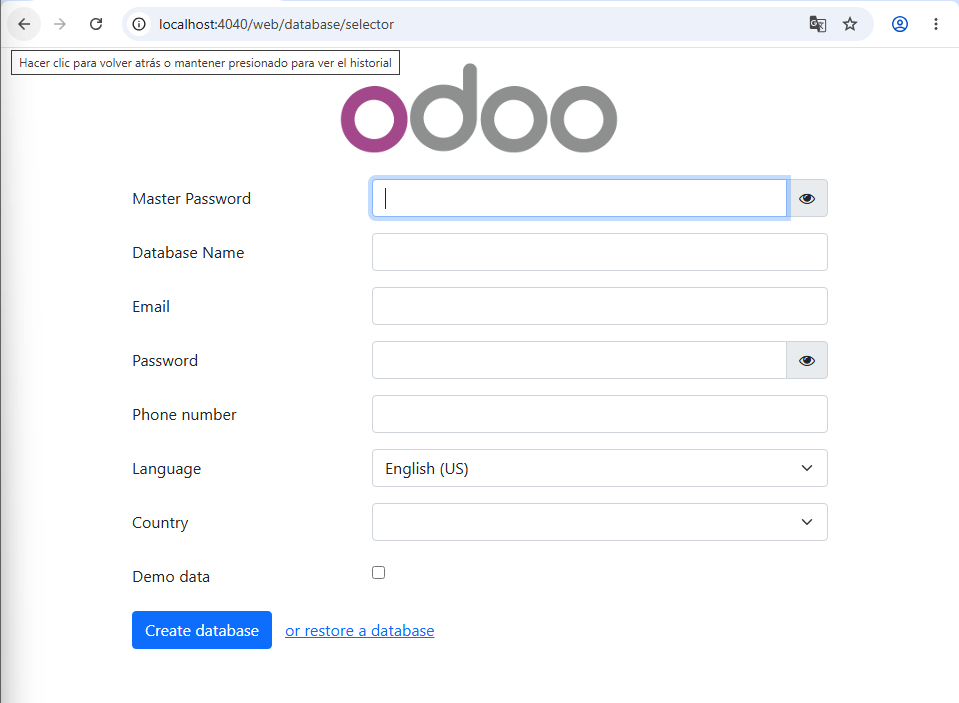 localhost:4040/web/database/selector
Hacer clic para volver atrás o mantener presionado para ver el historial
odoo
Master Password
Database Name
Email
Password
Phone number
Language English (US)
Country
Demo data
Create database or restore a database